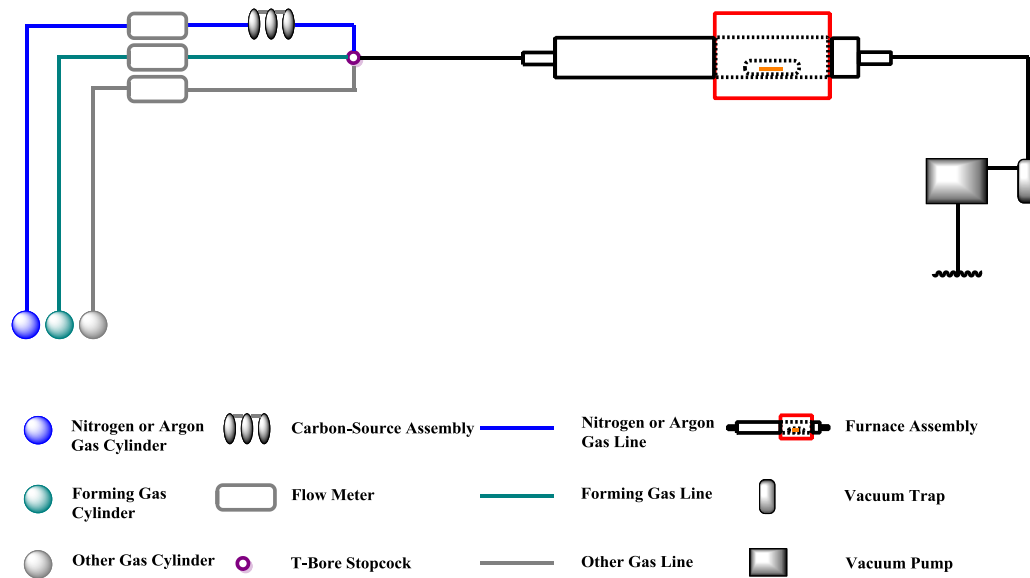 Nitrogen or Argon
Gas Cylinder
Carbon-Source Assembly
Nitrogen or Argon
Gas Line
Furnace Assembly
Forming Gas
Cylinder
Flow Meter
Forming Gas Line
Vacuum Trap
Other Gas Cylinder
T-Bore Stopcock
Other Gas Line
Vacuum Pump